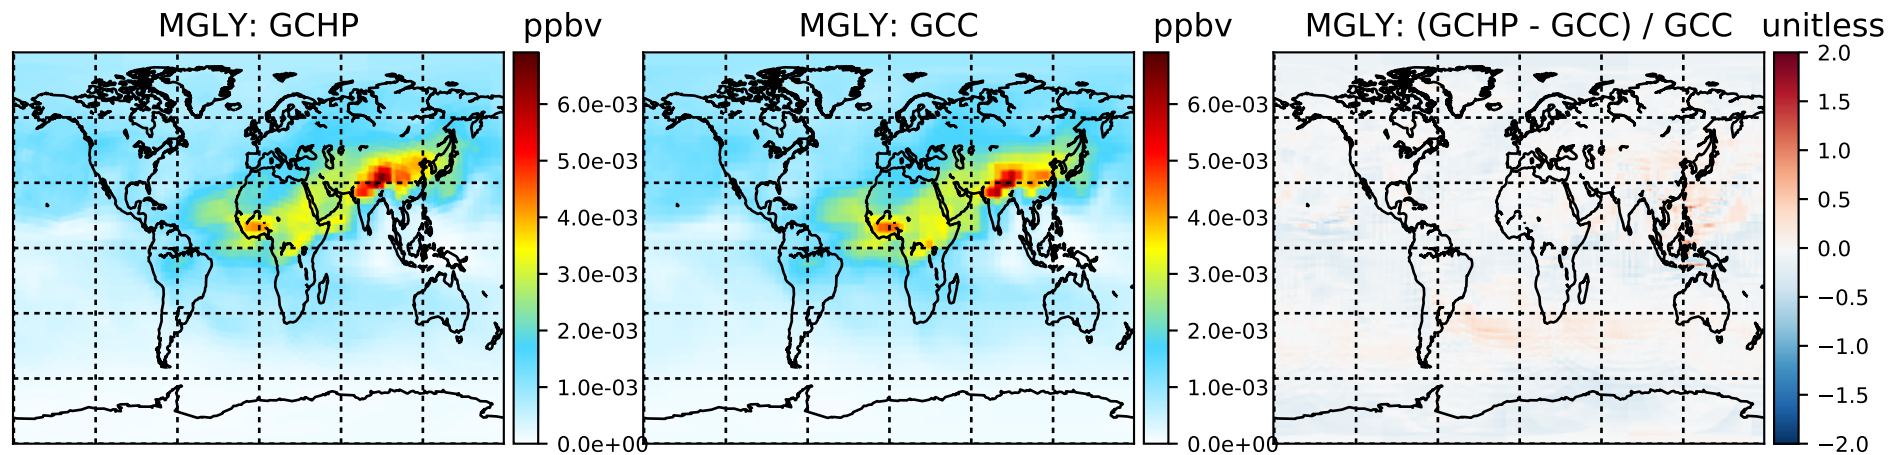 MGLY: GCHP
ppbv
6.0e-03
5.0e-03
4.0e-03
3.0e-03
2.0e-03
1.0e-03
0.0e+00
MGLY: GCC
ppbv
6.0e-03
5.0e-03
4.0e-03
3.0e-03
2.0e-03
1.0e-03
0.0e+00
MGLY: (GCHP - GCC) / GCC
unitless
2.0
1.5
1.0
0.5
0.0
−0.5
−1.0
−1.5
−2.0